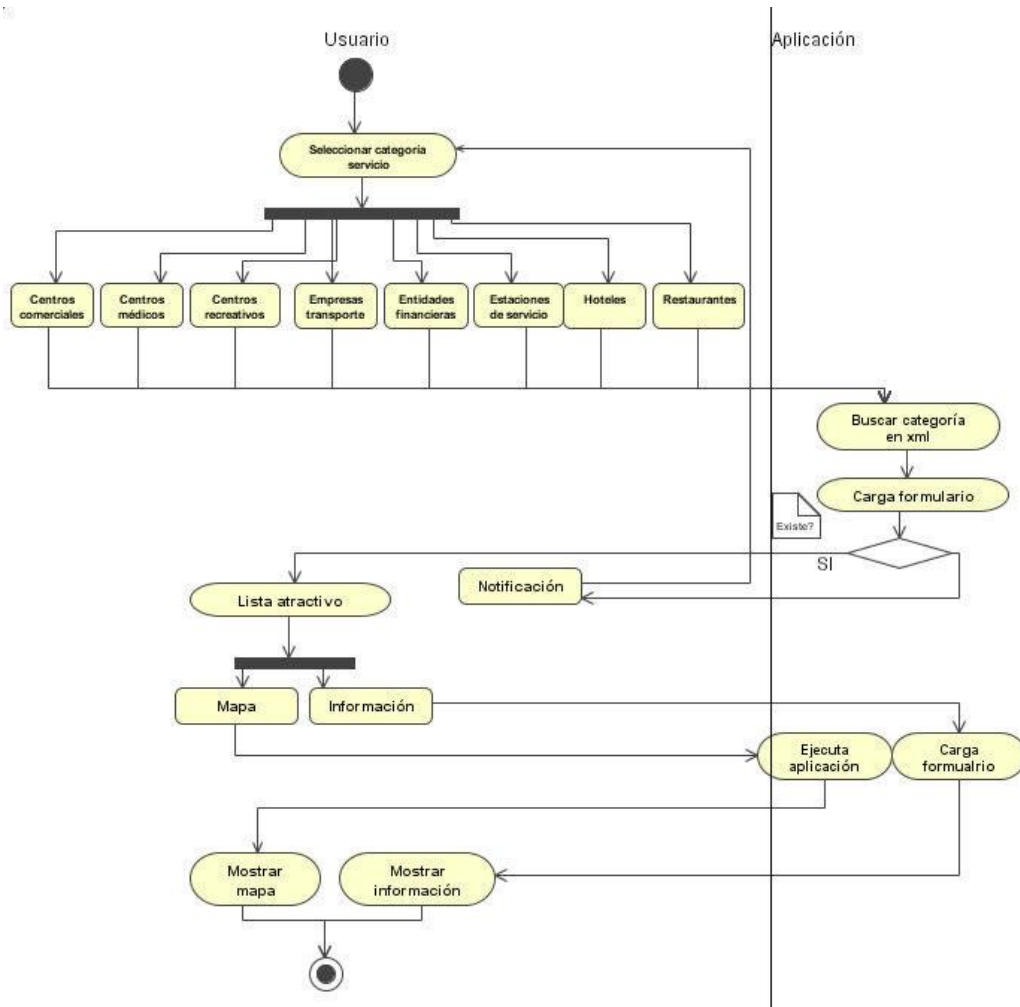 Usuario
Aplicación
Seleccionar categoria
servicio
Centros
comerciales
Centros
médicos
Centros
recreativos
Empresas
transporte
Entidades
financieras
Estaciones
de servicio
Hoteles
Restaurantes
Buscar categoría
en xml
Carga formulario
Existe?
SI
Notificación
Lista atractivo
Mapa
Información
Ejecuta
aplicación
Carga
formualrio
Mostrar
mapa
Mostrar
información